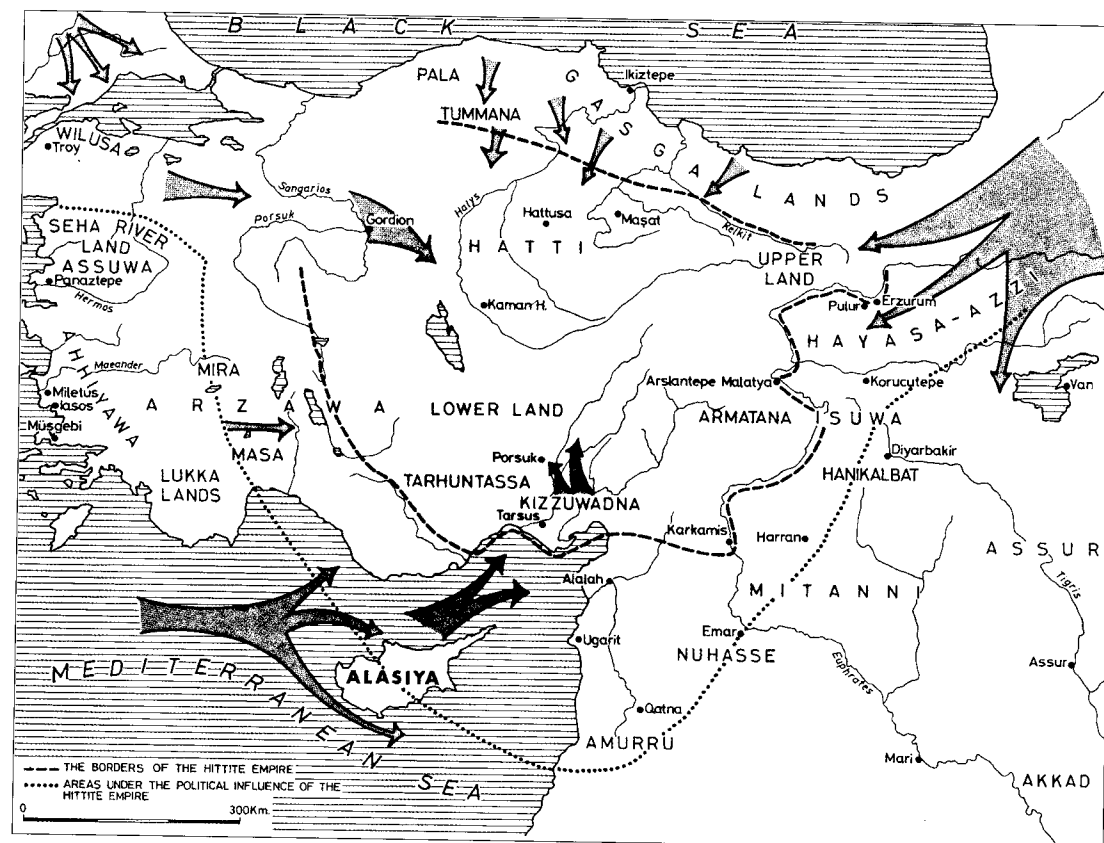 BLACK SEA
PALA
GASGA LANDS
Ikiztepe
TUMMANA
WILUSA
Troy
Sangarios
Porsuk
Gordion
Halys
Hattusa
Maşat
HATTI
Kelkit
SEHA RIVER
LAND
ASSUWA
Panaztepe
Hermos
UPPER
LAND
Pulur
Erzurum
HAYASA-AZZI
Kaman H.
AHHIYAWA
Maeander
MIRA
Miletus
Iasos
Müsgebi
ARZAWA
LOWER LAND
Arslantepe Malatya
Korucutepe
Van
ARMATANA
ISUWA
MASA
LUKKA
LANDS
Porsuk
TARHUNTASSA
KIZZUWADNA
Tarsus
Diyarbakir
HANIKALBAT
Karkamis
Harran
ASSUR
Alalah
MITANNI
Tigris
Ugarit
Emar
NUHASSE
ALASIYA
Euphrates
Assur
MEDITERRANEAN SEA
Qatna
AMURRU
Mari
AKKAD
THE BORDERS OF THE HITTITE EMPIRE
AREAS UNDER THE POLITICAL INFLUENCE OF THE
HITTITE EMPIRE
0 300Km.